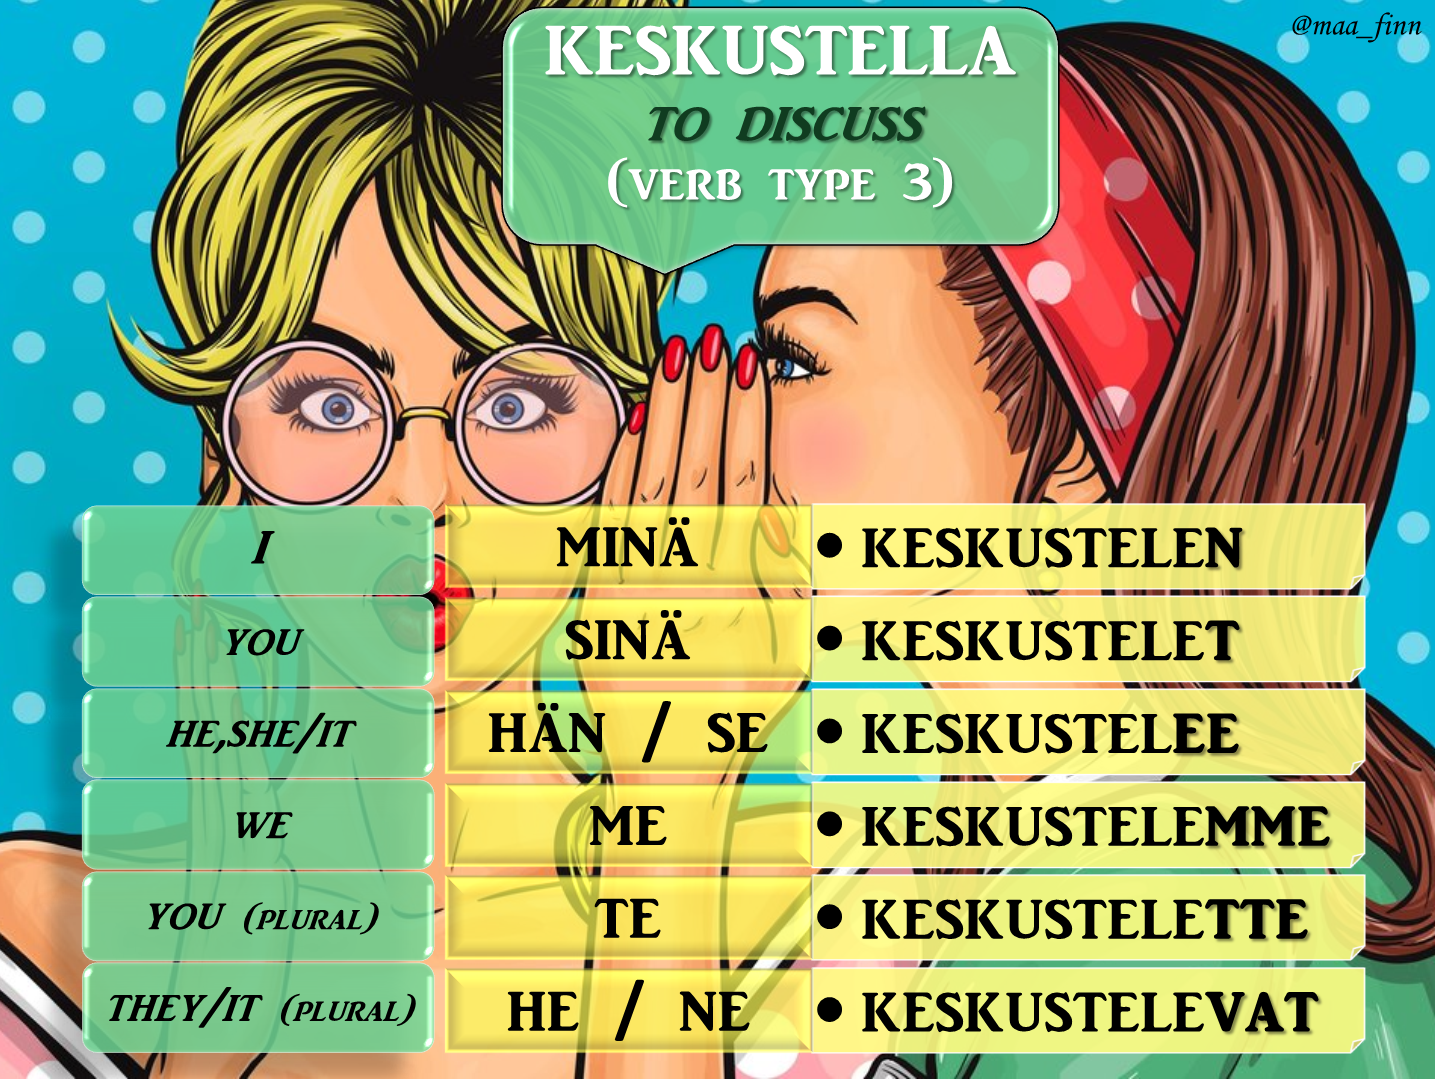 @maa_finn
KESKUSTELLA
TO DISCUSS
(VERB TYPE 3)
I MINÄ • KESKUSTELEN
YOU SINÄ • KESKUSTELET
HE,SHE/IT HÄN / SE • KESKUSTELEE
WE ME • KESKUSTELEMME
YOU (PLURAL) TE • KESKUSTELETTE
THEY/IT (PLURAL) HE / NE • KESKUSTELEVAT